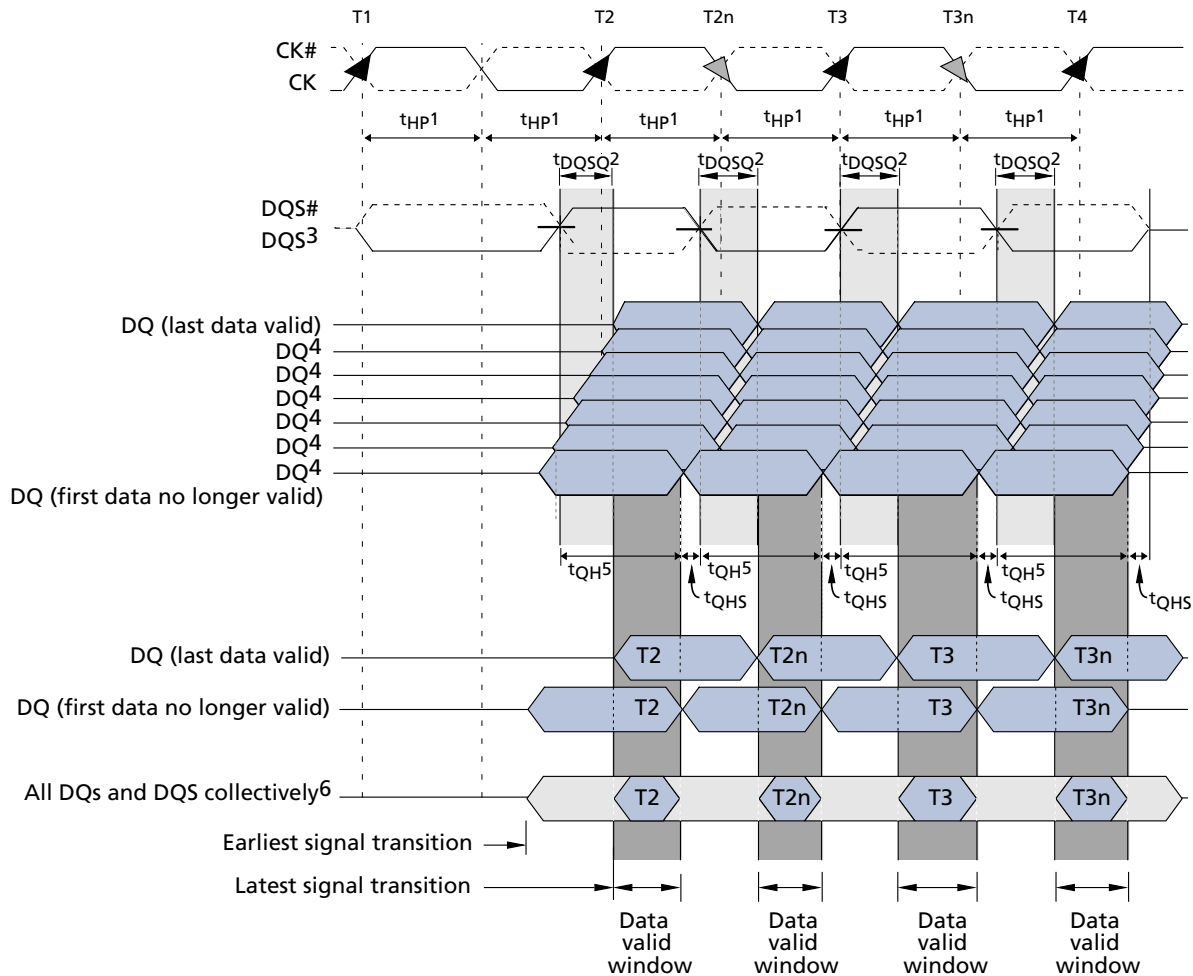 T1 T2 T2n T3 T3n T4
CK#
CK
tHP1 tHP1 tHP1 tHP1 tHP1 tHP1
tDQSQ2 tDQSQ2 tDQSQ2 tDQSQ2
DQS#
DQS3
DQ (last data valid)
DQ4
DQ4
DQ4
DQ4
DQ4
DQ4
DQ (first data no longer valid)
tQH5 tQH5 tQH5 tQH5
tQHS tQHS tQHS tQHS
DQ (last data valid) T2 T2n T3 T3n
DQ (first data no longer valid) T2 T2n T3 T3n
All DQs and DQS collectively6 T2 T2n T3 T3n
Earliest signal transition
Latest signal transition
Data Data Data Data
valid valid valid valid
window window window window